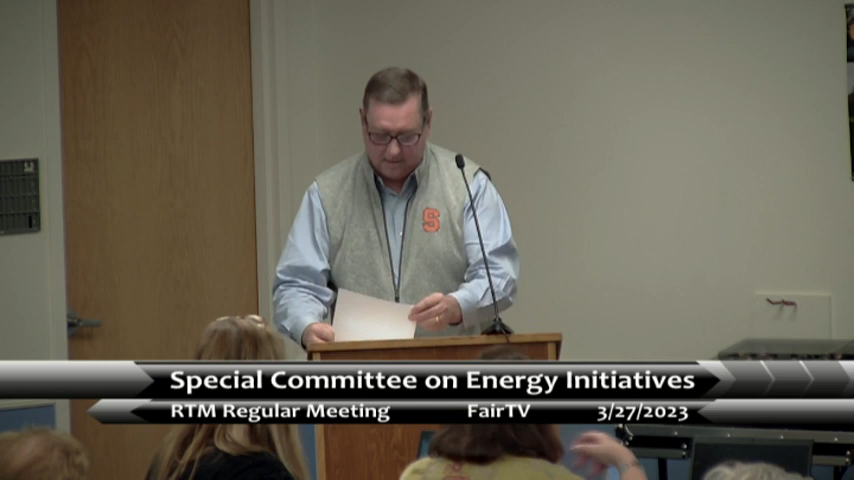 S
Special Committee on Energy Initiatives
RTM Regular Meeting FairTV 3/27/2023